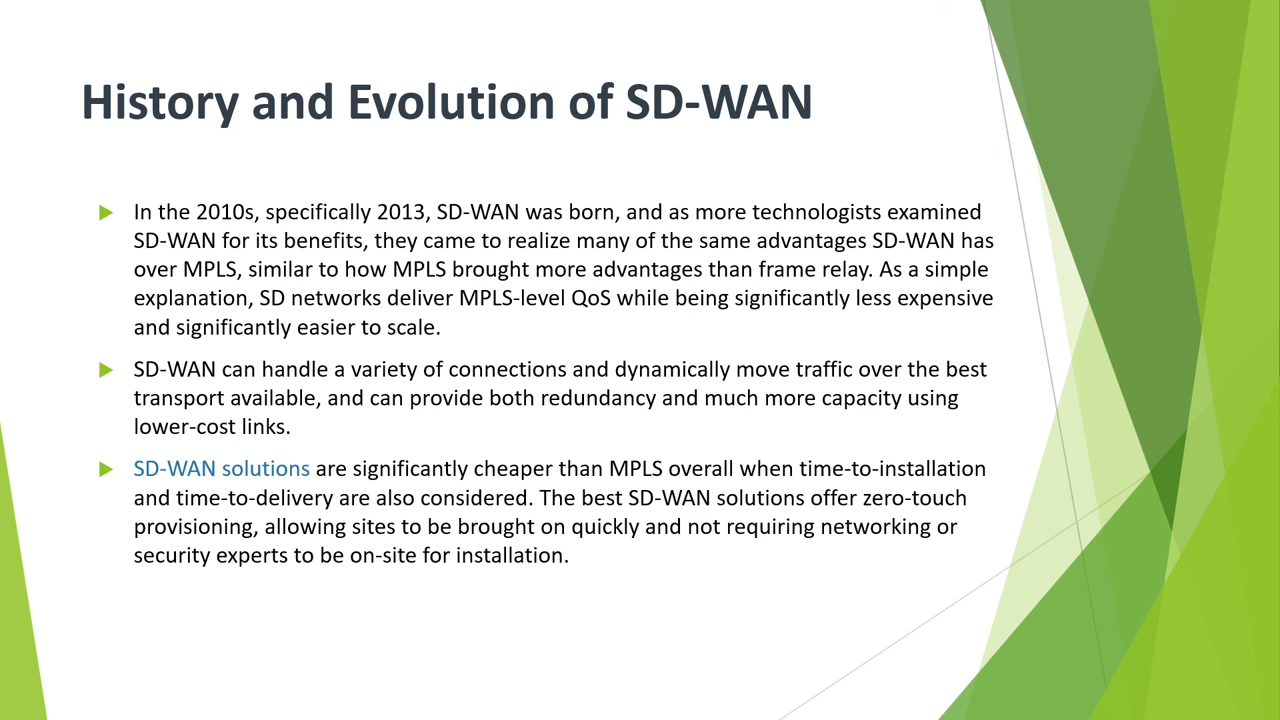 History and Evolution of SD-WAN
In the 2010s, specifically 2013, SD-WAN was born, and as more technologists examined
SD-WAN for its benefits, they came to realize many of the same advantages SD-WAN has
over MPLS, similar to how MPLS brought more advantages than frame relay. As a simple
explanation, SD networks deliver MPLS-level QoS while being significantly less expensive
and significantly easier to scale.
SD-WAN can handle a variety of connections and dynamically move traffic over the best
transport available, and can provide both redundancy and much more capacity using
lower-cost links.
SD-WAN solutions are significantly cheaper than MPLS overall when time-to-installation
and time-to-delivery are also considered. The best SD-WAN solutions offer zero-touch
provisioning, allowing sites to be brought on quickly and not requiring networking or
security experts to be on-site for installation.